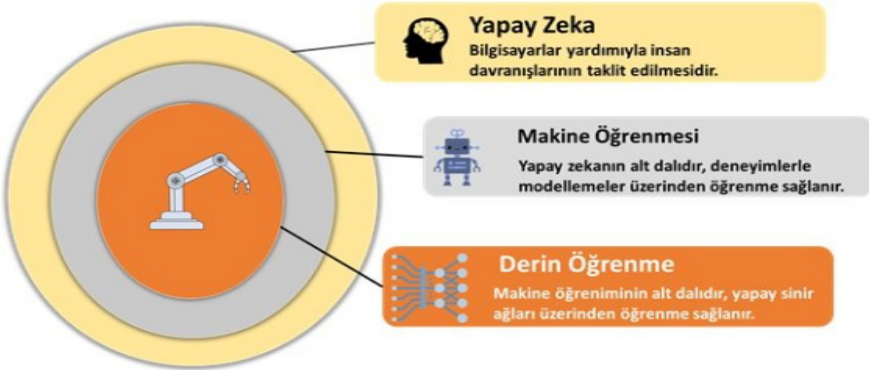 Yapay Zeka
Bilgisayarlar yardımıyla insan
davranışlarının taklit edilmesidir.
Makine Öğrenmesi
Yapay zekanın alt dalıdır, deneyimlerle
modellemeler üzerinden öğrenme sağlanır.
Derin Öğrenme
Makine öğreniminin alt dalıdır, yapay sinir
ağları üzerinden öğrenme sağlanır.